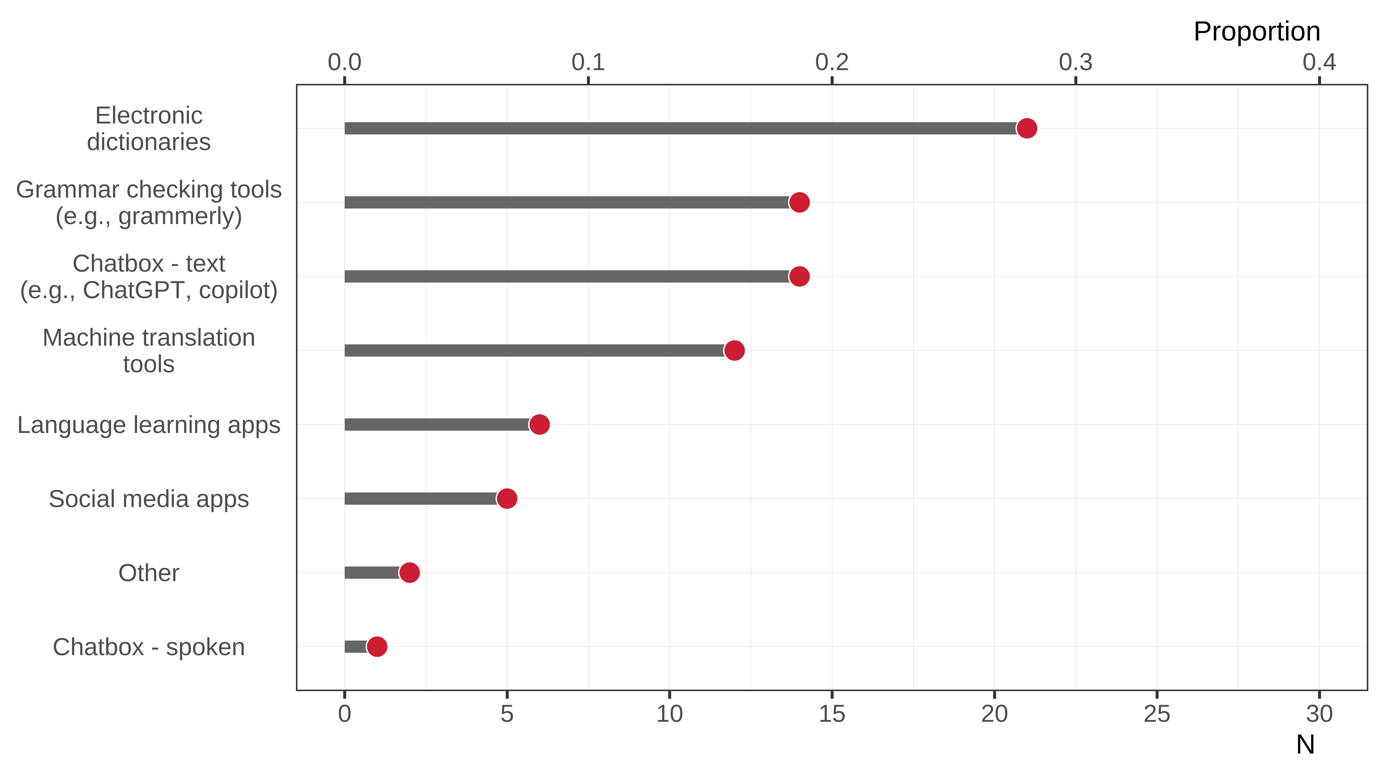 Proportion
0.0 0.1 0.2 0.3 0.4
Electronic
dictionaries
Grammar checking tools
(e.g., grammerly)
Chatbox - text
(e.g., ChatGPT, copilot)
Machine translation
tools
Language learning apps
Social media apps
Other
Chatbox - spoken
0 5 10 15 20 25 30
N